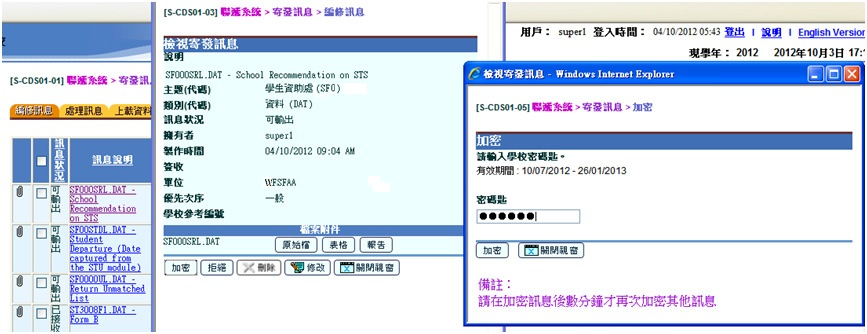 [S-CDS01-01] 聯遞系統 > 寄發訊
編修訊息 處理訊息 上載資料
訊息狀況 訊息說明
可輸出 SFO00SRL.DAT -
School
Recommendation
on STS
可輸出 SFO0STDL.DAT -
Student
Departure (Date
captured from
the STU module)
可輸出 SFO000UL.DAT -
Return Unmatched
List
已接收 ST3008F1.DAT -
Form B
[S-CDS01-03] 聯遞系統 > 寄發訊息 > 編修訊息
檢視寄發訊息
說明
SFO00SRL.DAT - School Recommendation on STS
主題(代碼) 學生資助處 (SFO)
類別(代碼) 資料 (DAT)
訊息狀況 可輸出
擁有者 super1
製作時間 04/10/2012 09:04 AM
簽收
單位 WFSFAA
優先次序 一般
學校參考編號
檔案附件
SFO00SRL.DAT 原始檔 表格 報告
加密 拒絕 刪除 修改 關閉視窗
用戶： super1 登入時間： 04/10/2012 05:43 登出 | 說明 | English Version
現學年： 2012 2012年10月3日 17:1
檢視寄發訊息 - Windows Internet Explorer
[S-CDS01-05] 聯遞系統 > 寄發訊息 > 加密
加密
請輸入學校密碼匙。
有效期間 : 10/07/2012 - 26/01/2013
密碼匙
●●●●●●
加密 關閉視窗
備註：
請在加密訊息後數分鐘才再次加密其他訊息